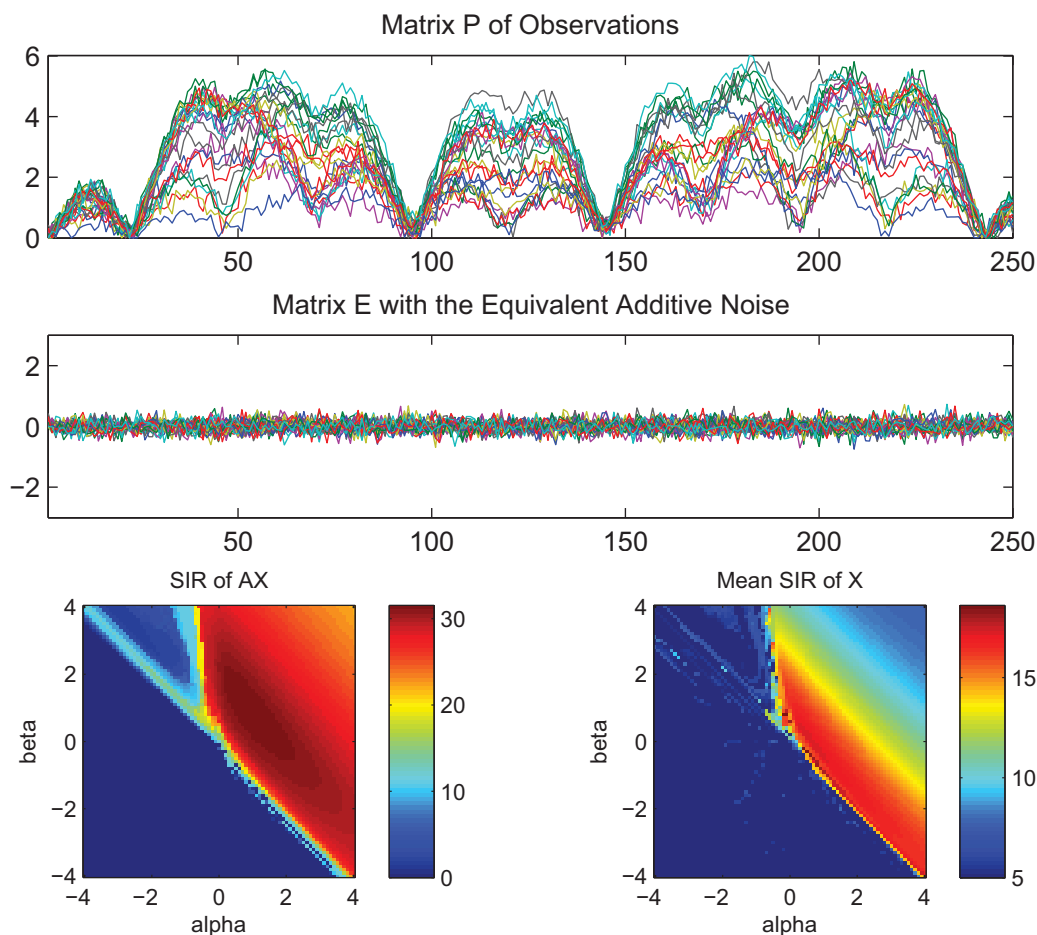 Matrix P of Observations
6
4
2
0
50 100 150 200 250
Matrix E with the Equivalent Additive Noise
2
0
−2
50 100 150 200 250
SIR of AX
4
2
0
−2
−4
−4 −2 0 2 4
beta
alpha
30
20
10
0
Mean SIR of X
4
2
0
−2
−4
−4 −2 0 2 4
beta
alpha
15
10
5